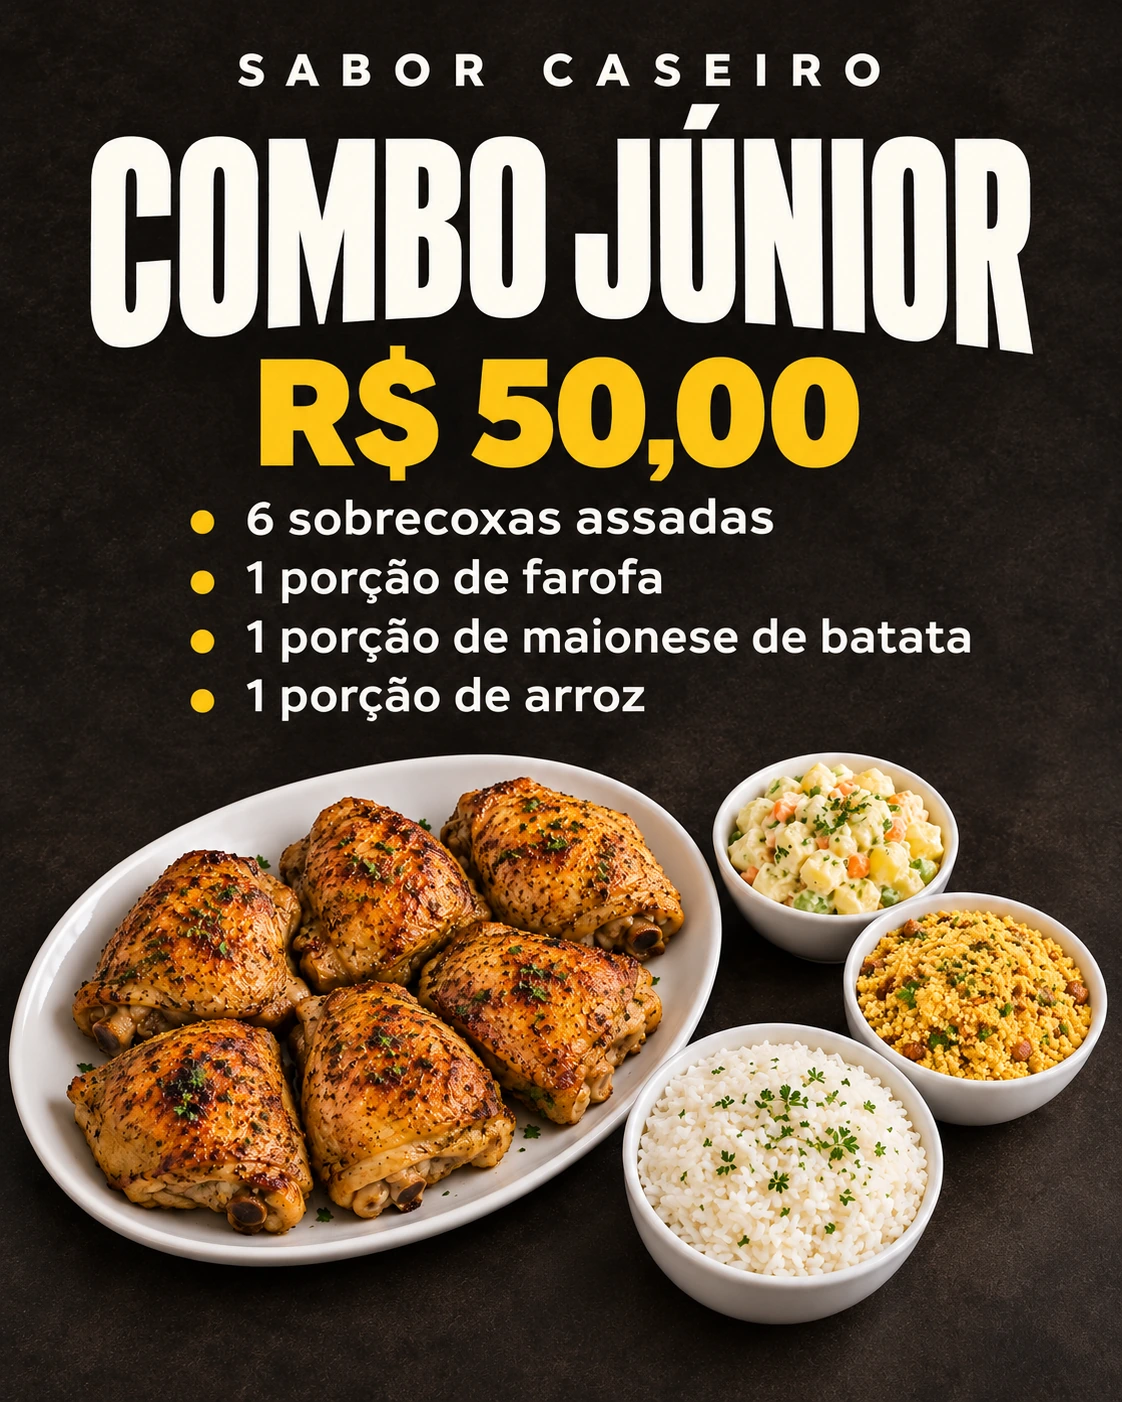 SABOR CASEIRO
COMBO JÚNIOR
R$ 50,00
• 6 sobrecoxas assadas
• 1 porção de farofa
• 1 porção de maionese de batata
• 1 porção de arroz